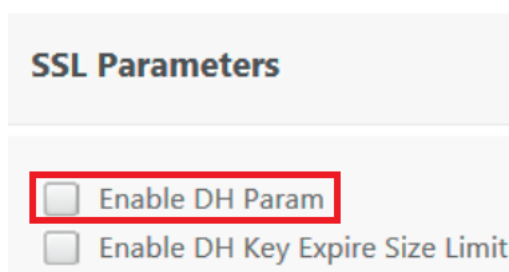 SSL Parameters
Enable DH Param
Enable DH Key Expire Size Limit